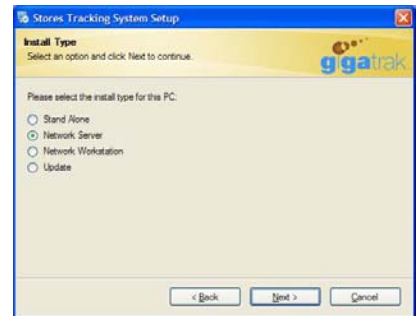 Stores Tracking System Setup
Install Type
Select an option and click Next to continue.
gigatrak
Please select the install type for this PC:
Stand Alone
Network Server
Network Workstation
Update
< Back
Next >
Cancel